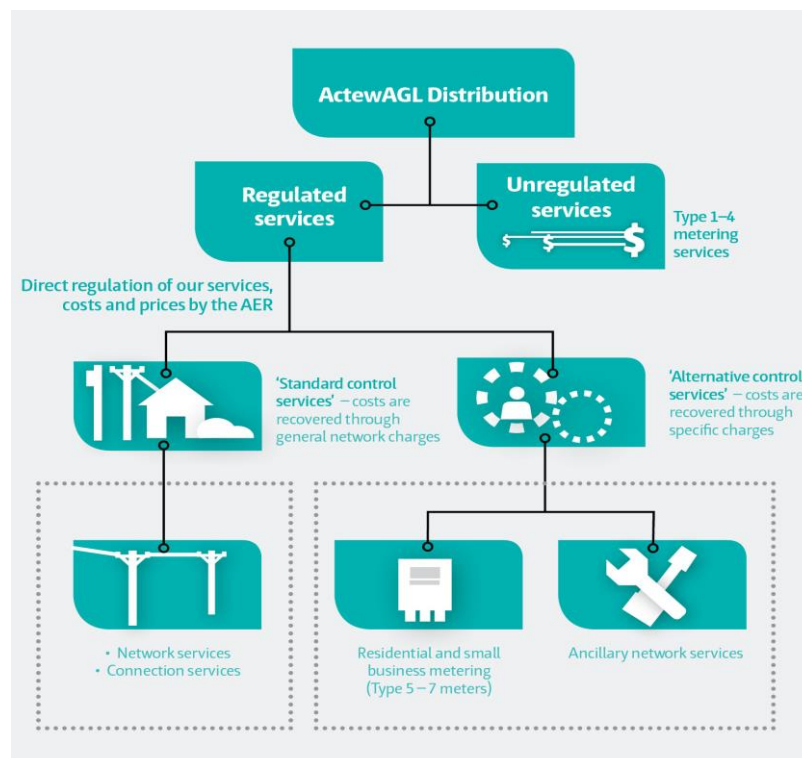 ActewAGL Distribution
Regulated
services
Unregulated
services
$ $ $
Type 1–4
metering
services
Direct regulation of our services,
costs and prices by the AER
‘Standard control
services’ – costs are
recovered through
general network charges
‘Alternative control
services’ – costs are
recovered through
specific charges
• Network services
• Connection services
Residential and small
business metering
(Type 5 – 7 meters)
Ancillary network services